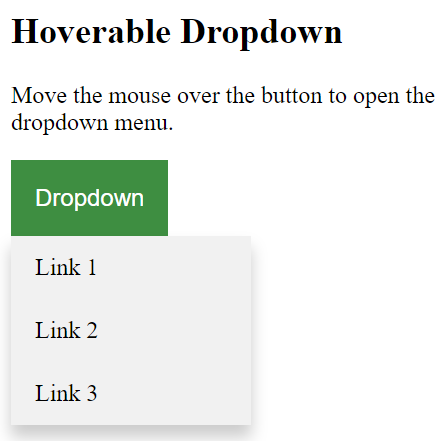 Hoverable Dropdown
Move the mouse over the button to open the
dropdown menu.
Dropdown
Link 1
Link 2
Link 3